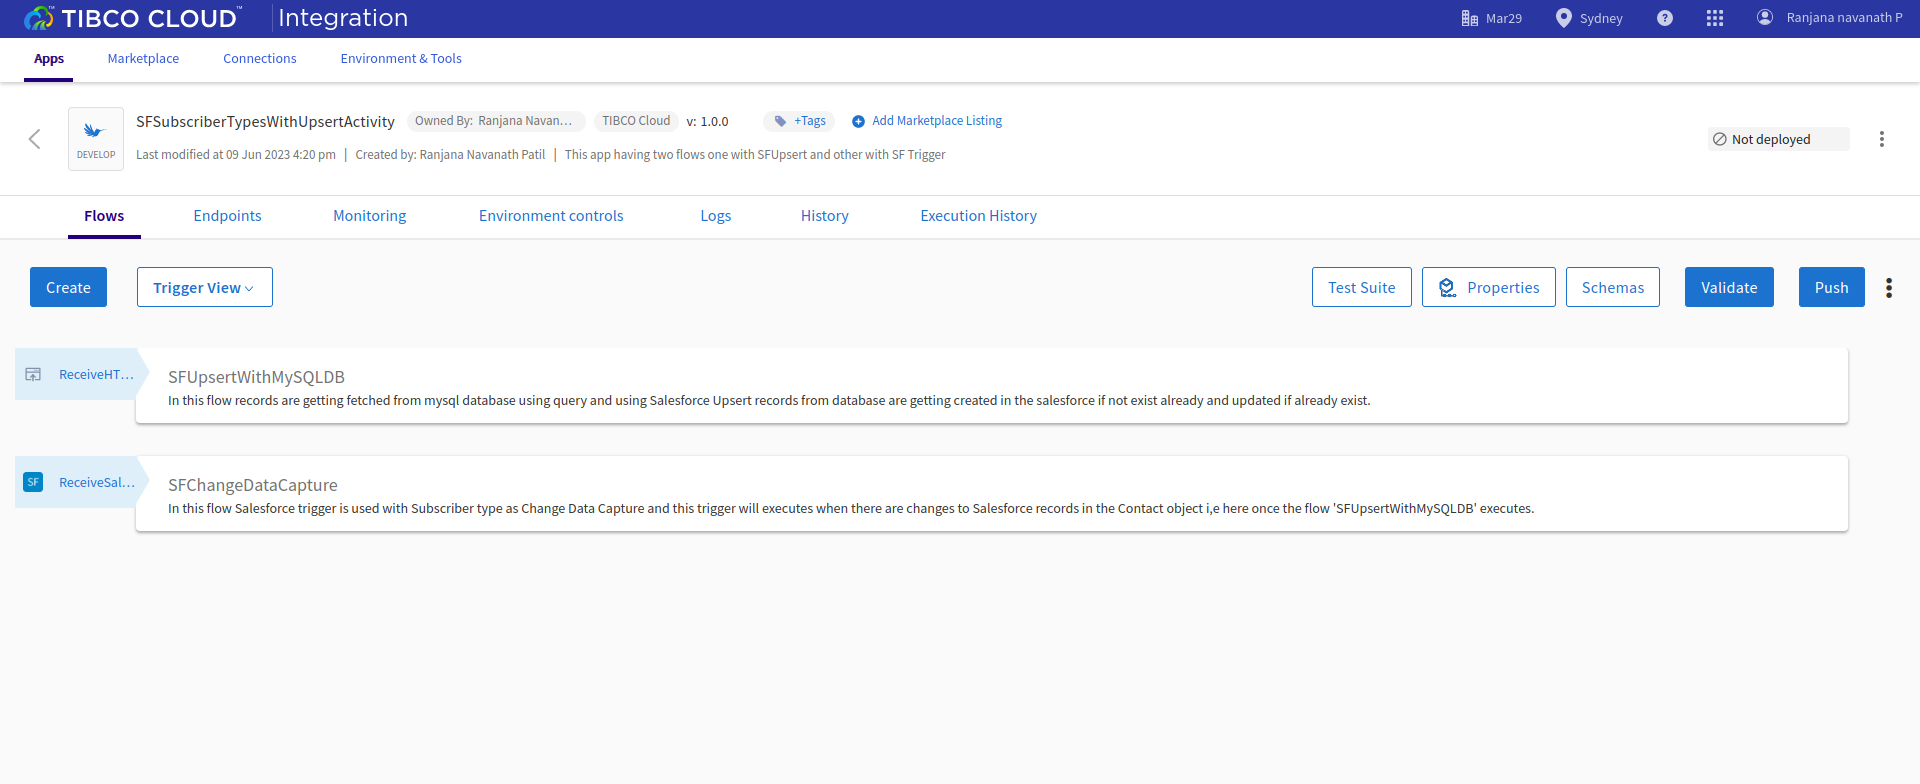 TIBCO CLOUD™ Integration Mar29 Sydney ? Ranjana navanath P
Apps Marketplace Connections Environment & Tools
SFSubscriberTypesWithUpsertActivity Owned By: Ranjana Navan... TIBCO Cloud v: 1.0.0 +Tags Add Marketplace Listing
DEVELOP
Last modified at 09 Jun 2023 4:20 pm | Created by: Ranjana Navanath Patil | This app having two flows one with SFUpsert and other with SF Trigger
Not deployed
Flows Endpoints Monitoring Environment controls Logs History Execution History
Create Trigger View Test Suite Properties Schemas Validate Push
ReceiveHT...
SFUpsertWithMySQLDB
In this flow records are getting fetched from mysql database using query and using Salesforce Upsert records from database are getting created in the salesforce if not exist already and updated if already exist.
SF ReceiveSal...
SFChangeDataCapture
In this flow Salesforce trigger is used with Subscriber type as Change Data Capture and this trigger will executes when there are changes to Salesforce records in the Contact object i,e here once the flow 'SFUpsertWithMySQLDB' executes.